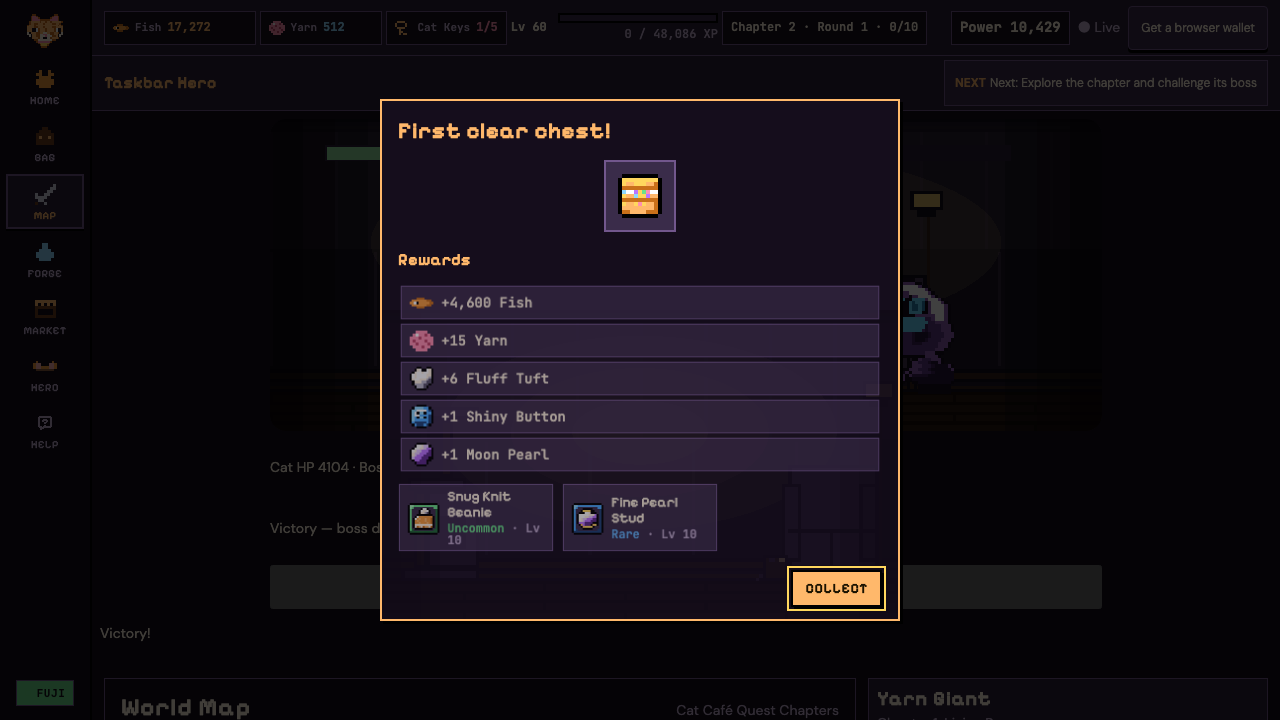 Fish 17,272
Yarn 512
Cat Keys 1/5
Lv 60
0 / 48,086 XP
Chapter 2 · Round 1 · 0/10
Power 10,429
Live
Get a browser wallet
HOME
BAG
MAP
FORGE
MARKET
HERO
HELP
FUJI
Taskbar Hero
NEXT Next: Explore the chapter and challenge its boss
First clear chest!
Rewards
+4,600 Fish
+15 Yarn
+6 Fluff Tuft
+1 Shiny Button
+1 Moon Pearl
Snug Knit
Beanie
Uncommon · Lv
10
Fine Pearl
Stud
Rare · Lv 10
COLLECT
Cat HP 4104 ·
Victory — boss
Victory!
World Map
Cat Café Quest Chapters
Yarn Giant